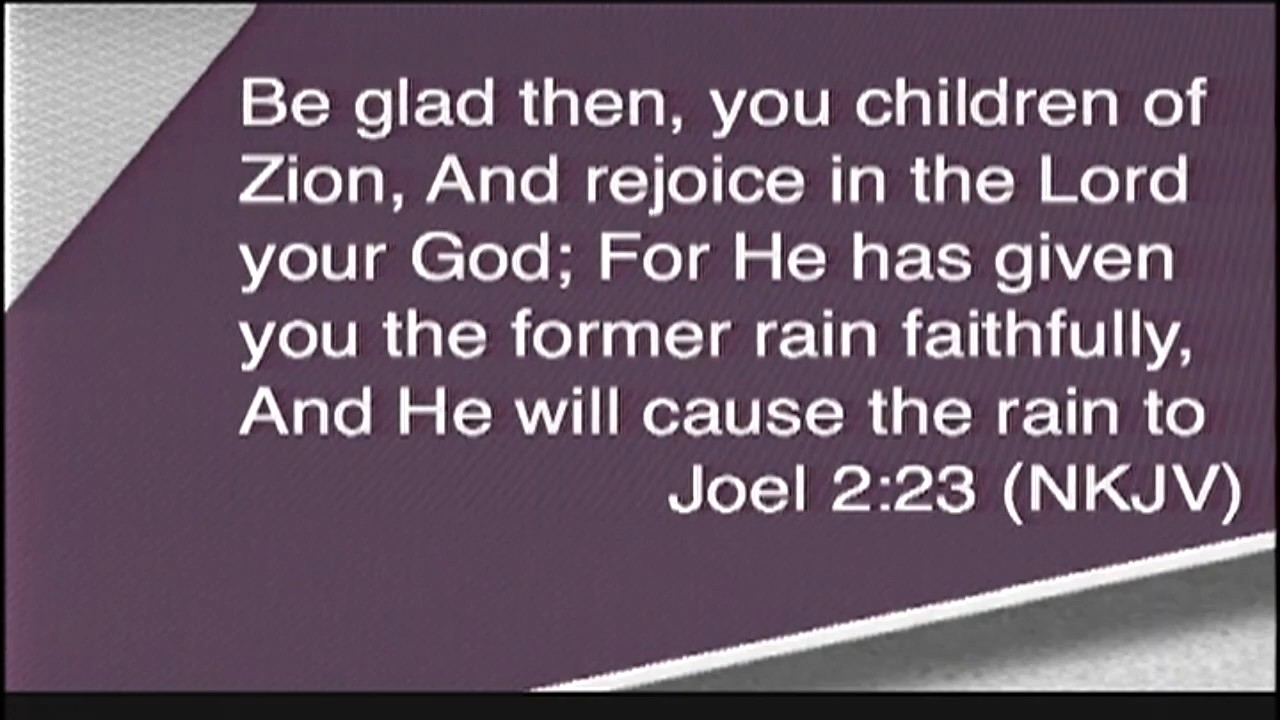 Be glad then, you children of
Zion, And rejoice in the Lord
your God; For He has given
you the former rain faithfully,
And He will cause the rain to
Joel 2:23 (NKJV)